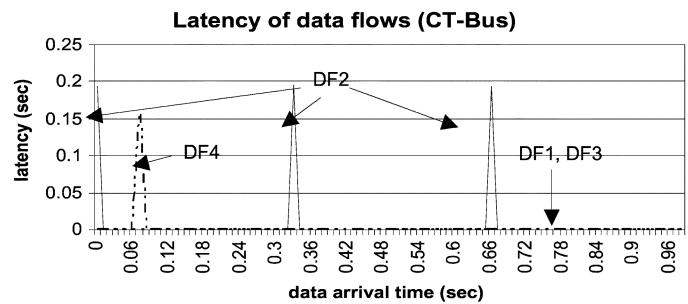 Latency of data flows (CT-Bus)
0.25
0.2
0.15
0.1
0.05
0
latency (sec)
DF2
DF4
DF1, DF3
0 0.06 0.12 0.18 0.24 0.3 0.36 0.42 0.48 0.54 0.6 0.66 0.72 0.78 0.84 0.9 0.96
data arrival time (sec)